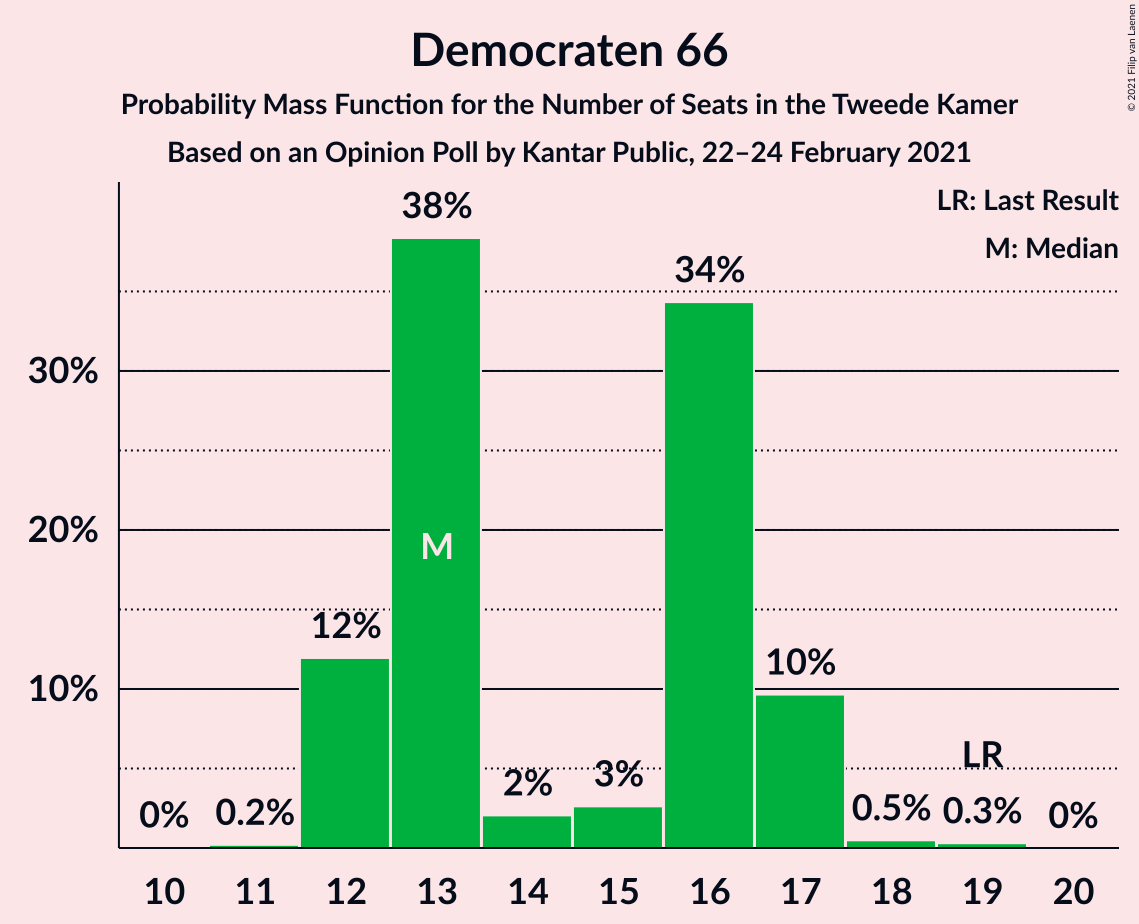 Democraten 66
Probability Mass Function for the Number of Seats in the Tweede Kamer
Based on an Opinion Poll by Kantar Public, 22–24 February 2021
© 2021 Filip van Laenen
LR: Last Result
M: Median
38%
34%
30%
20%
M
12%
10%
10%
LR
2%
3%
0%
0.2%
0.5%
0.3%
0%
10 11 12 13 14 15 16 17 18 19 20